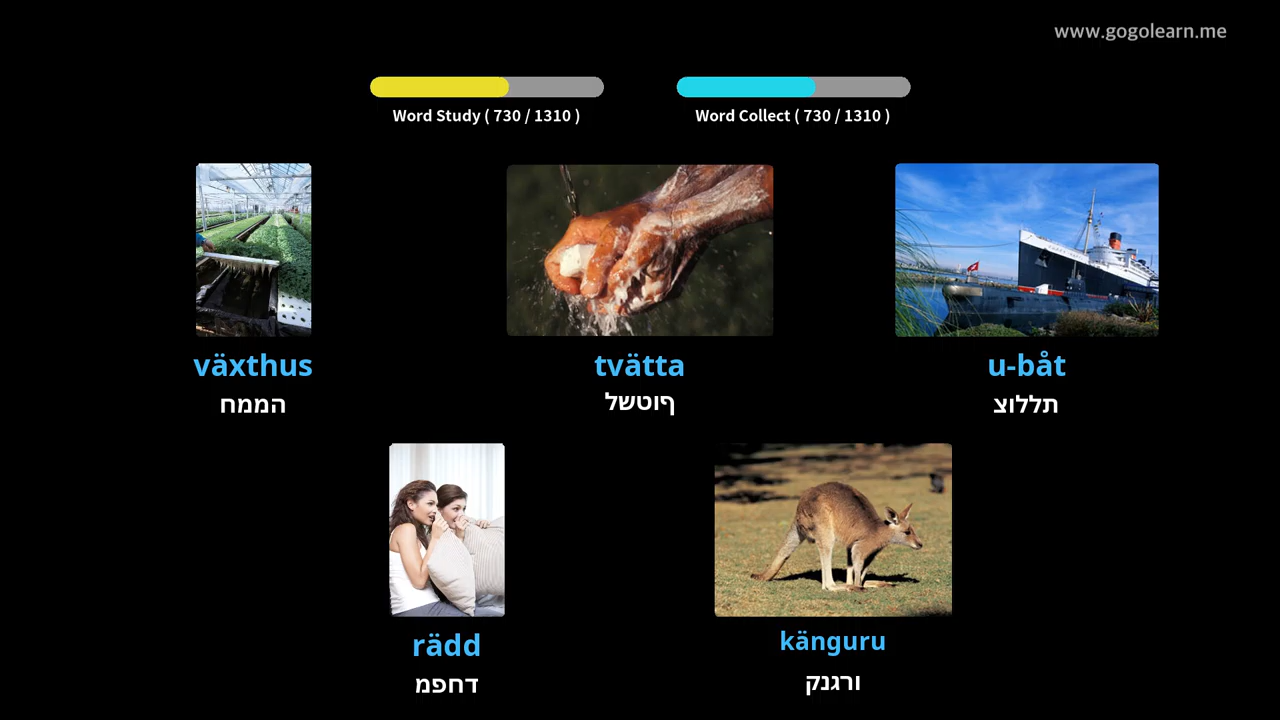 www.gogolearn.me
Word Study ( 730 / 1310 )
Word Collect ( 730 / 1310 )
växthus
הממח
tvätta
ףוטשל
u-båt
תללוצ
rädd
דחפמ
känguru
ורגנק